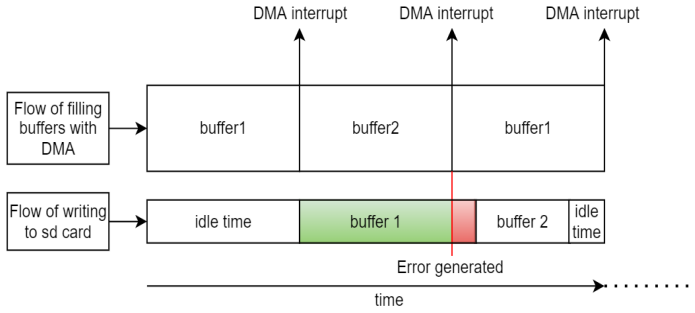 DMA interrupt
DMA interrupt
DMA interrupt
Flow of filling
buffers with
DMA
buffer1
buffer2
buffer1
Flow of writing
to sd card
idle time
buffer 1
buffer 2
idle
time
Error generated
time